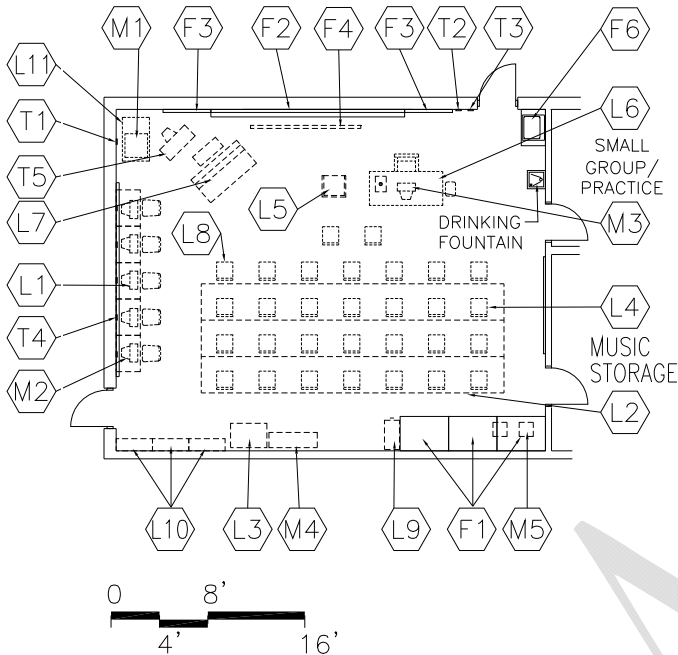 M1
F3
F2
F4
F3
T2
T3
F6
L11
T1
T5
L7
L1
T4
M2
L8
L5
L6
SMALL
GROUP/
PRACTICE
M3
DRINKING
FOUNTAIN
L4
MUSIC
STORAGE
L2
L10
L3
M4
L9
F1
M5
0
8'
4'
16'